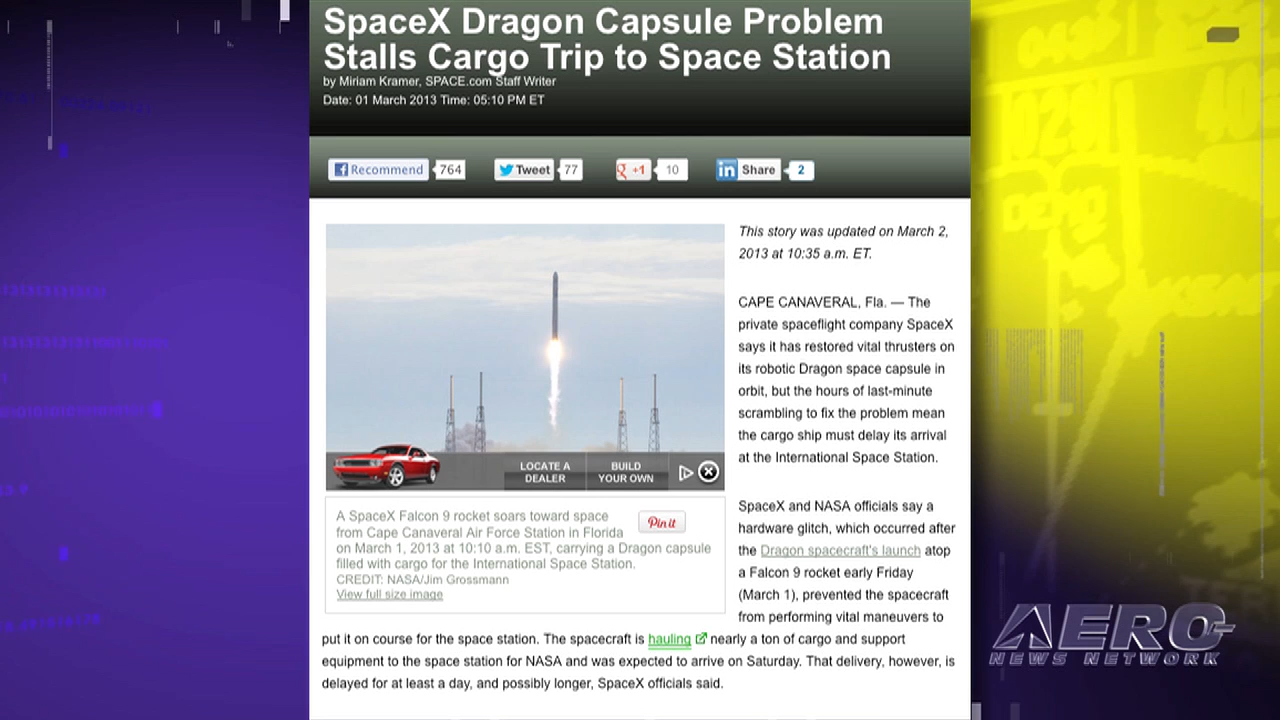 SpaceX Dragon Capsule Problem
Stalls Cargo Trip to Space Station
by Miriam Kramer, SPACE.com Staff Writer
Date: 01 March 2013 Time: 05:10 PM ET
Recommend 764 Tweet 77 +1 10 in Share 2
This story was updated on March 2,
2013 at 10:35 a.m. ET.
CAPE CANAVERAL, Fla. — The
private spaceflight company SpaceX
says it has restored vital thrusters on
its robotic Dragon space capsule in
orbit, but the hours of last-minute
scrambling to fix the problem mean
the cargo ship must delay its arrival
at the International Space Station.
LOCATE A
DEALER
BUILD
YOUR OWN
A SpaceX Falcon 9 rocket soars toward space
from Cape Canaveral Air Force Station in Florida
on March 1, 2013 at 10:10 a.m. EST, carrying a Dragon capsule
filled with cargo for the International Space Station.
CREDIT: NASA/Jim Grossmann
View full size image
Pin it
SpaceX and NASA officials say a
hardware glitch, which occurred after
the Dragon spacecraft's launch atop
a Falcon 9 rocket early Friday
(March 1), prevented the spacecraft
from performing vital maneuvers to
put it on course for the space station. The spacecraft is hauling nearly a ton of cargo and support
equipment to the space station for NASA and was expected to arrive on Saturday. That delivery, however, is
delayed for at least a day, and possibly longer, SpaceX officials said.
AERO
NEWS NETWORK
1029
40
DEMO